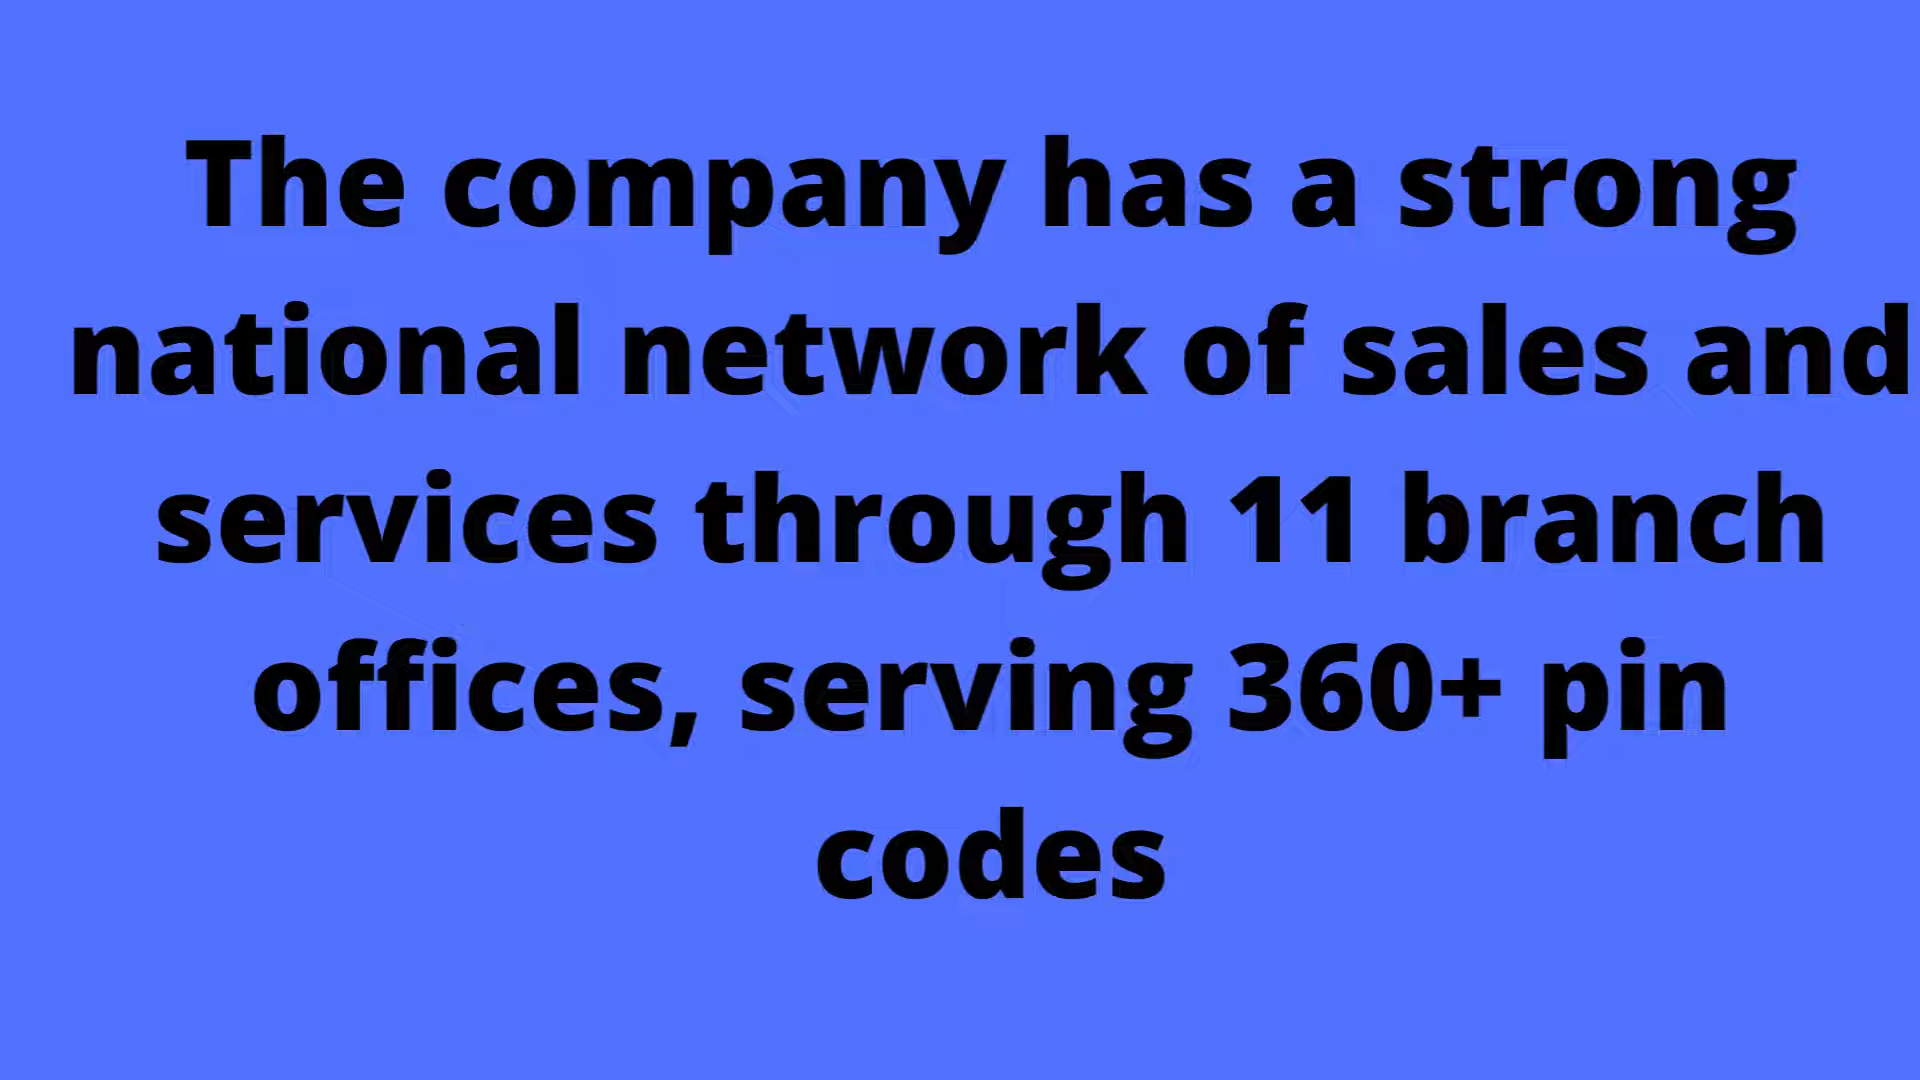 The company has a strong
national network of sales and
services through 11 branch
offices, serving 360+ pin
codes